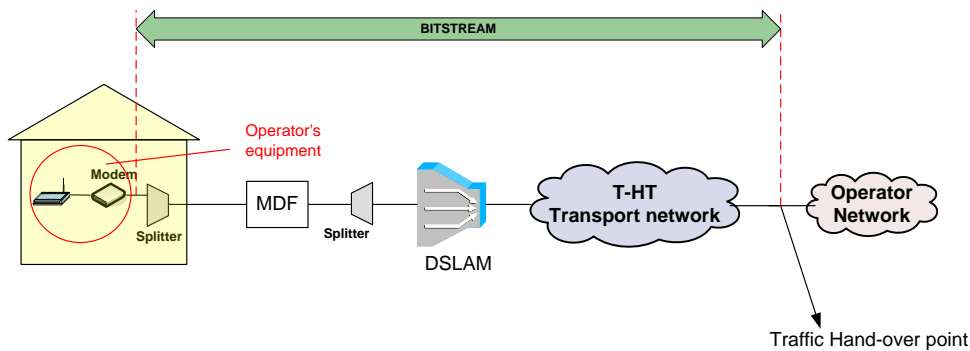 BITSTREAM
Operator's
equipment
Modem
Splitter
MDF
Splitter
DSLAM
T-HT
Transport network
Operator
Network
Traffic Hand-over point